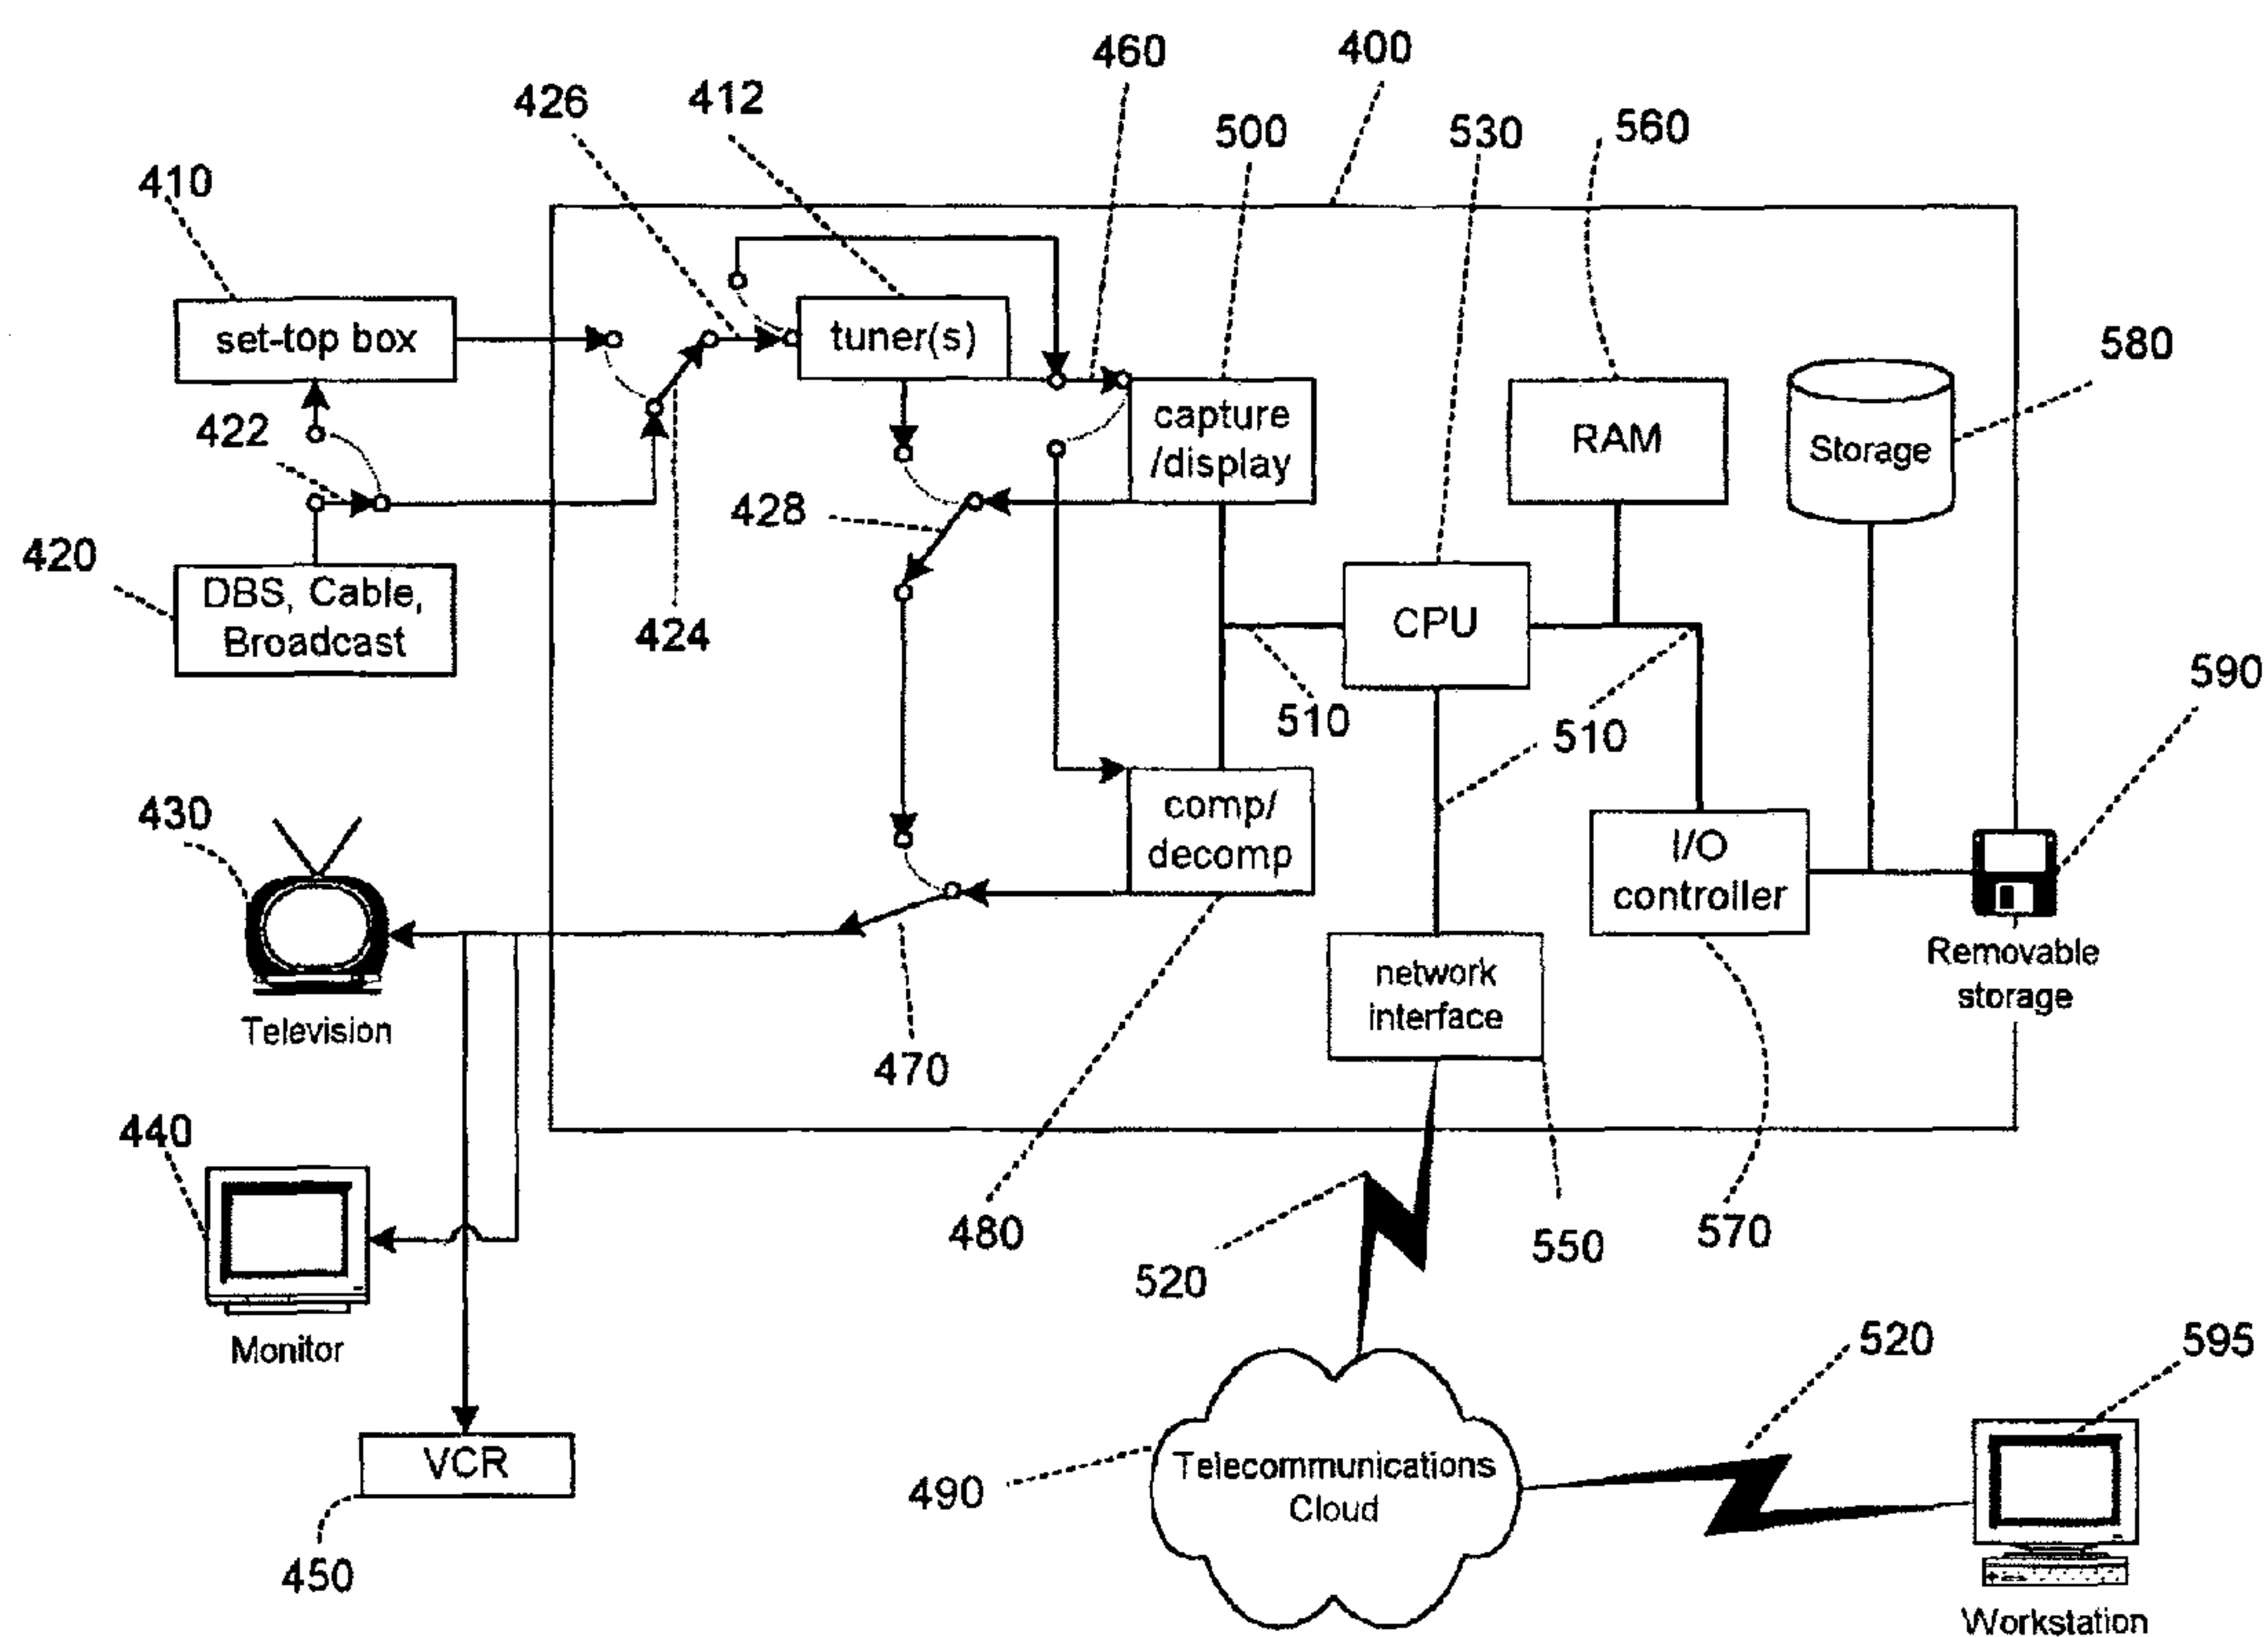 460
400
426
412
500
530
560
410
set-top box
tuner(s)
580
422
capture
/display
RAM
Storage
428
420
DBS, Cable,
Broadcast
424
CPU
590
510
510
430
comp/
decomp
I/O
controller
Removable
storage
Television
network
interface
470
440
480
520
550
570
Monitor
520
595
VCR
490
Telecommunications
Cloud
450
Workstation